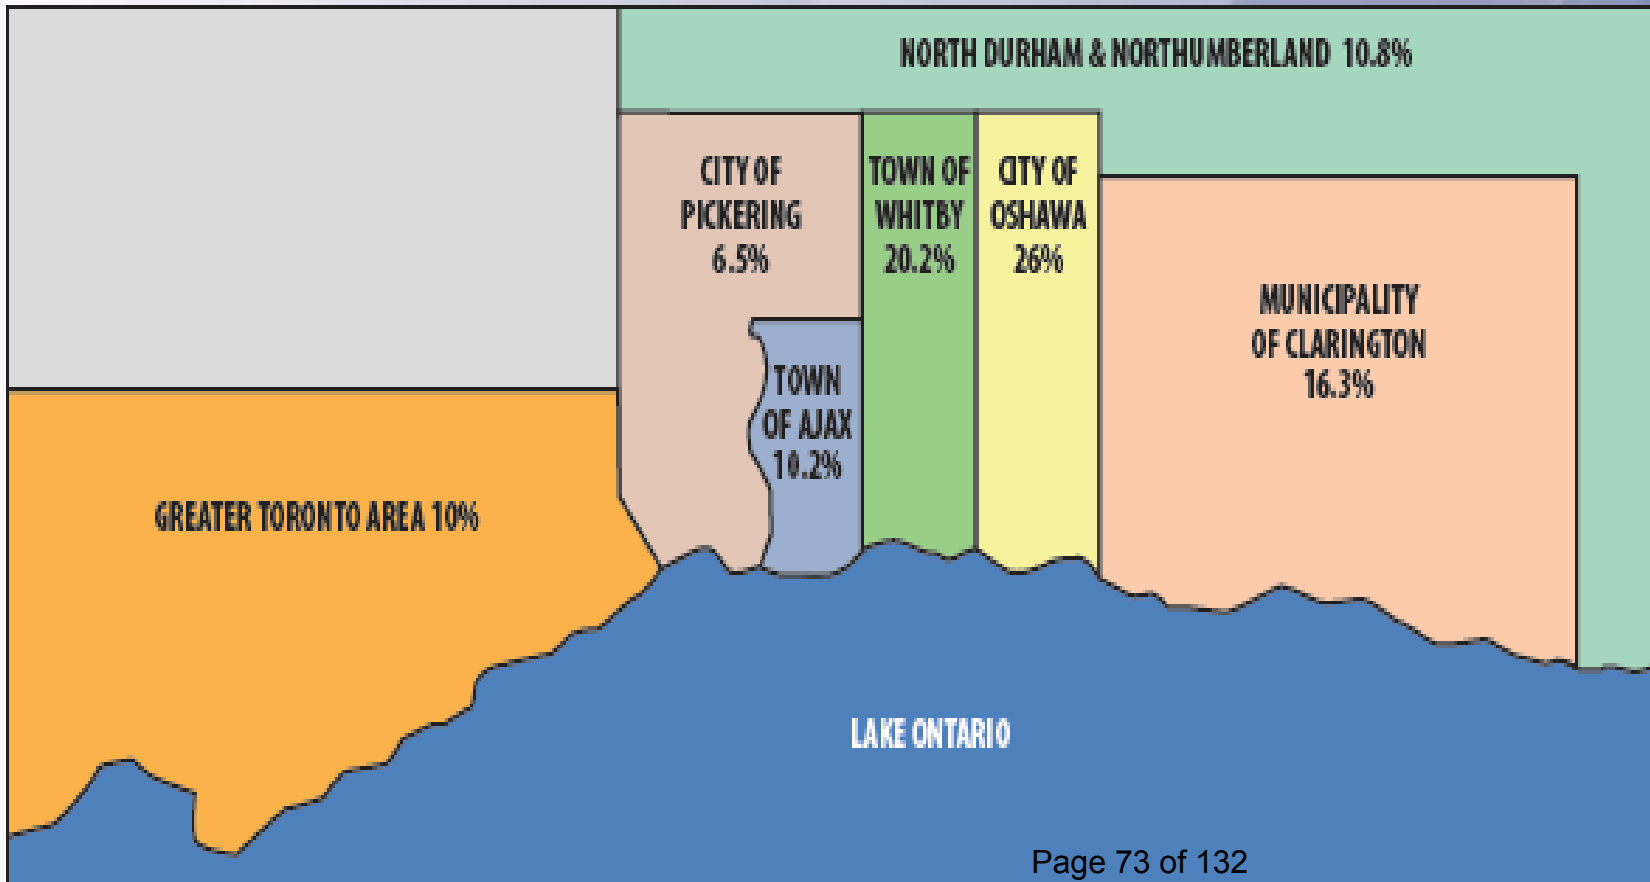 NORTH DURHAM & NORTHUMBERLAND 10.8%
CITY OF
PICKERING
6.5%
TOWN OF
WHITBY
20.2%
CITY OF
OSHAWA
26%
MUNICIPALITY
OF CLARINGTON
16.3%
TOWN
OF AJAX
10.2%
GREATER TORONTO AREA 10%
LAKE ONTARIO
Page 73 of 132